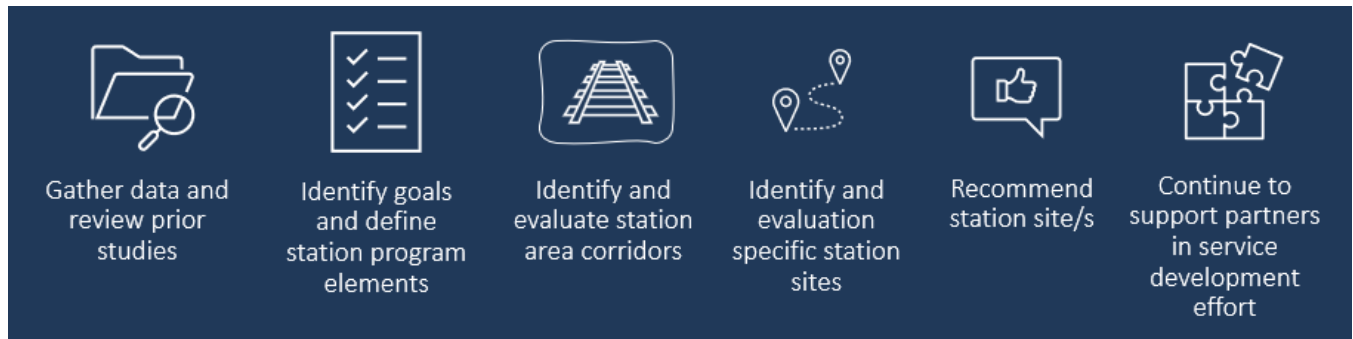 Gather data and
review prior
studies
Identify goals
and define
station program
elements
Identify and
evaluate station
area corridors
Identify and
evaluation
specific station
sites
Recommend
station site/s
Continue to
support partners
in service
development
effort